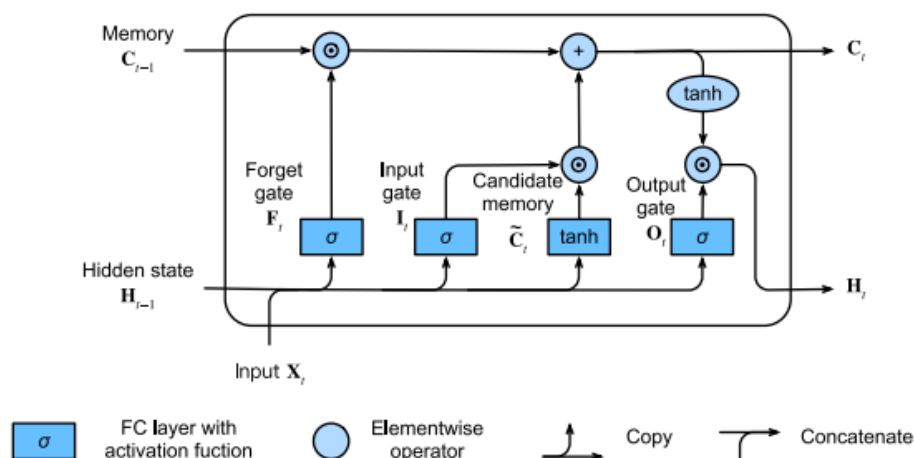 Memory
C_{t-1}
C_t
⊙
+
tanh
Forget
gate
F_t
Input
gate
I_t
Candidate
memory
C̃_t
Output
gate
O_t
⊙
⊙
σ
σ
tanh
σ
Hidden state
H_{t-1}
H_t
Input X_t
σ
FC layer with
activation fuction
Elementwise
operator
Copy
Concatenate